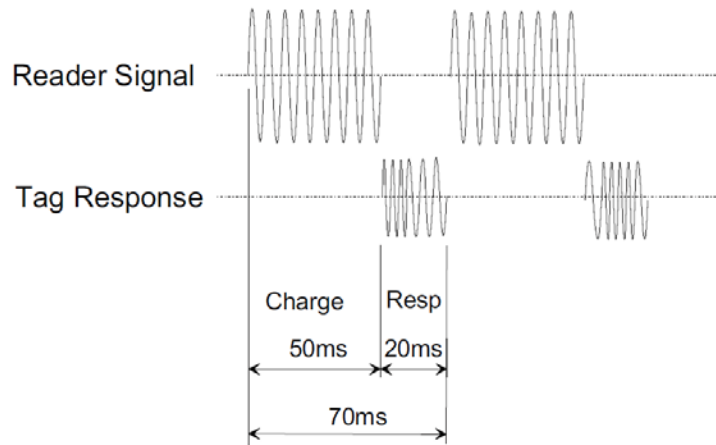 Reader Signal
Tag Response
Charge Resp
50ms 20ms
70ms